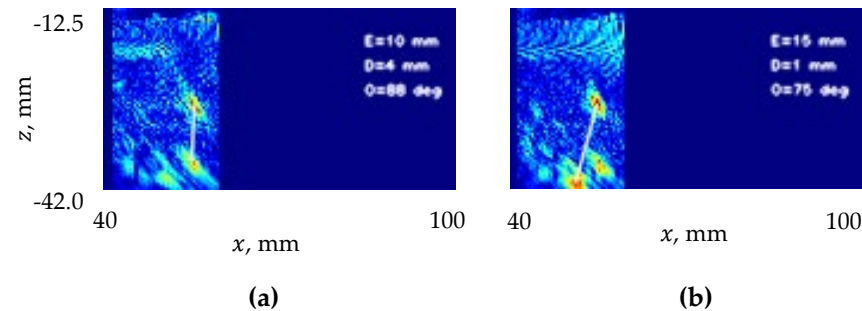 -12.5
z, mm
-42.0
E=10 mm
D=4 mm
O=88 deg
40
100
x, mm
(a)
E=15 mm
D=1 mm
O=75 deg
40
100
x, mm
(b)